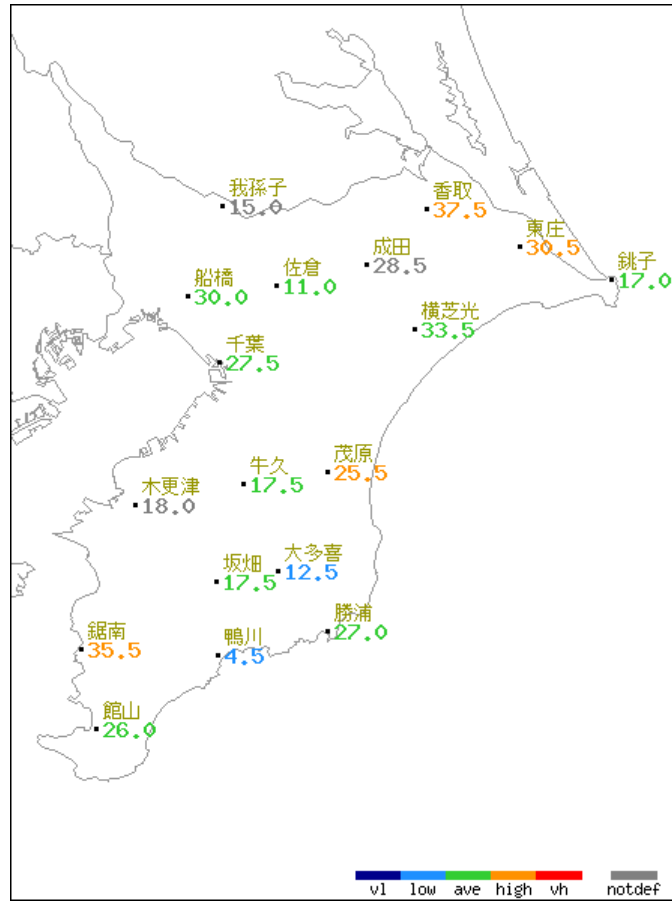 我孫子
15.0
香取
37.5
東庄
30.5
成田
28.5
銚子
17.0
佐倉
11.0
船橋
30.0
横芝光
33.5
千葉
27.5
茂原
25.5
牛久
17.5
木更津
18.0
大多喜
12.5
坂畑
17.5
勝浦
27.0
鋸南
35.5
鴨川
4.5
館山
26.0
vl low ave high vh notdef